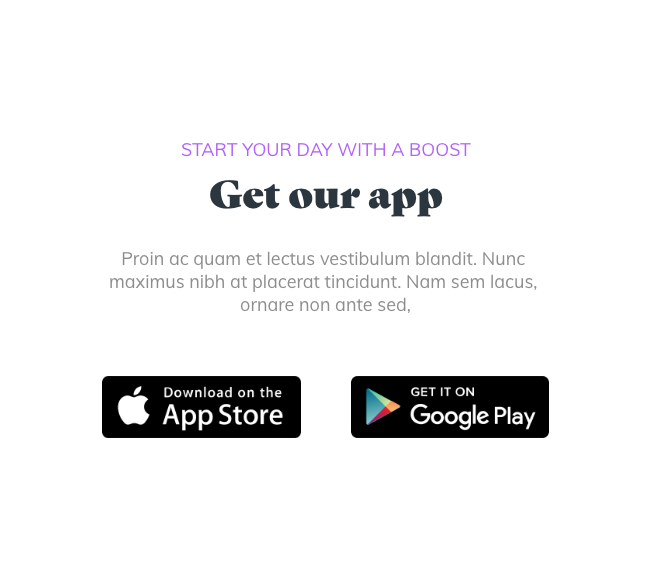 START YOUR DAY WITH A BOOST
Get our app
Proin ac quam et lectus vestibulum blandit. Nunc
maximus nibh at placerat tincidunt. Nam sem lacus,
ornare non ante sed,
Download on the
App Store
GET IT ON
Google Play